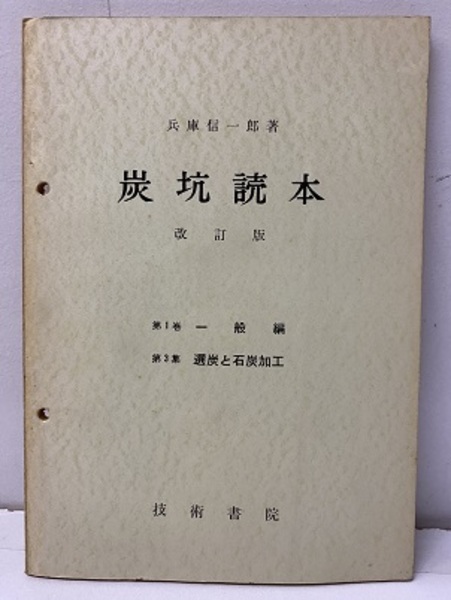 兵庫信一郎著
炭坑読本
改訂版
第1巻 一般編
第3集 選炭と石炭加工
技術書院